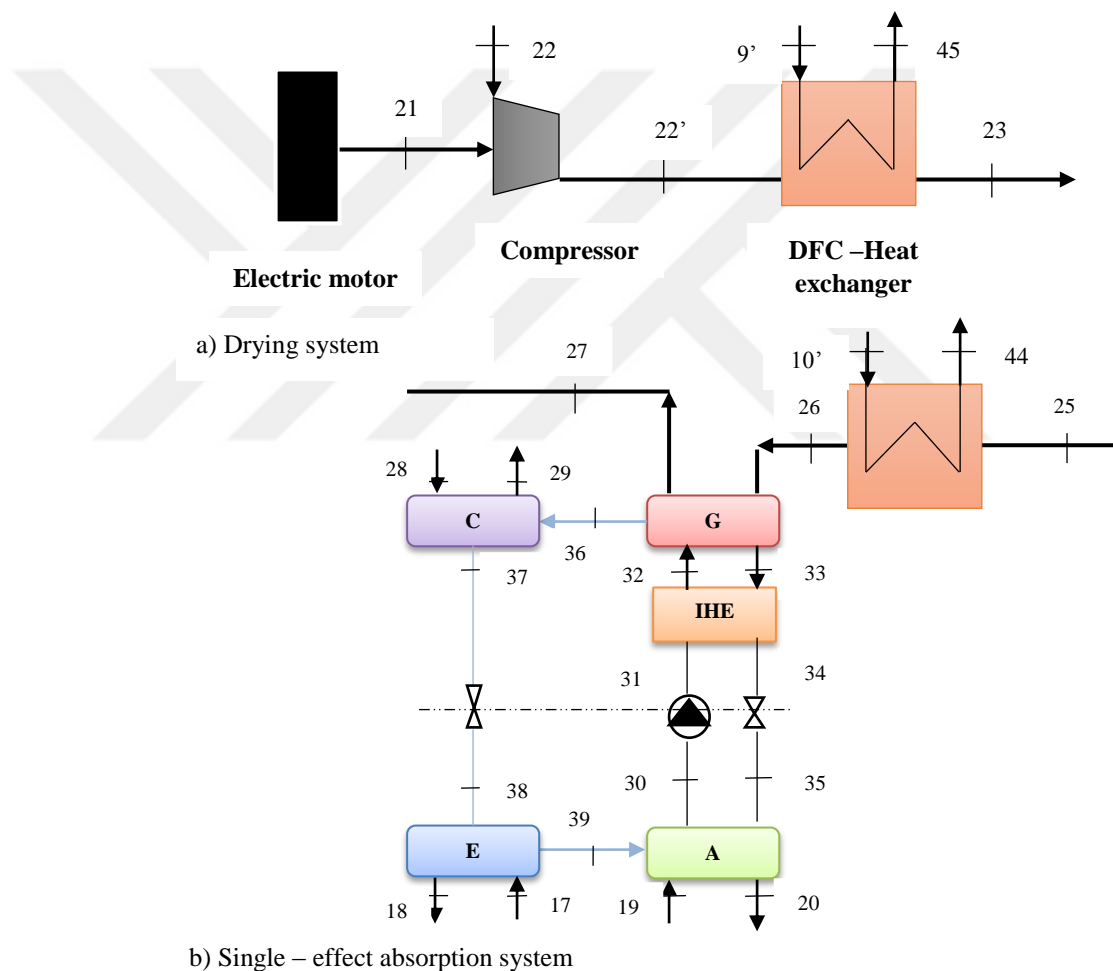 22
9’
45
21
22’
23
Electric motor
Compressor
DFC –Heat
exchanger
a) Drying system
27
10’
44
26
25
28
29
C
G
36
37
32
33
IHE
31
34
38
30
35
39
E
A
18
17
19
20
b) Single – effect absorption system